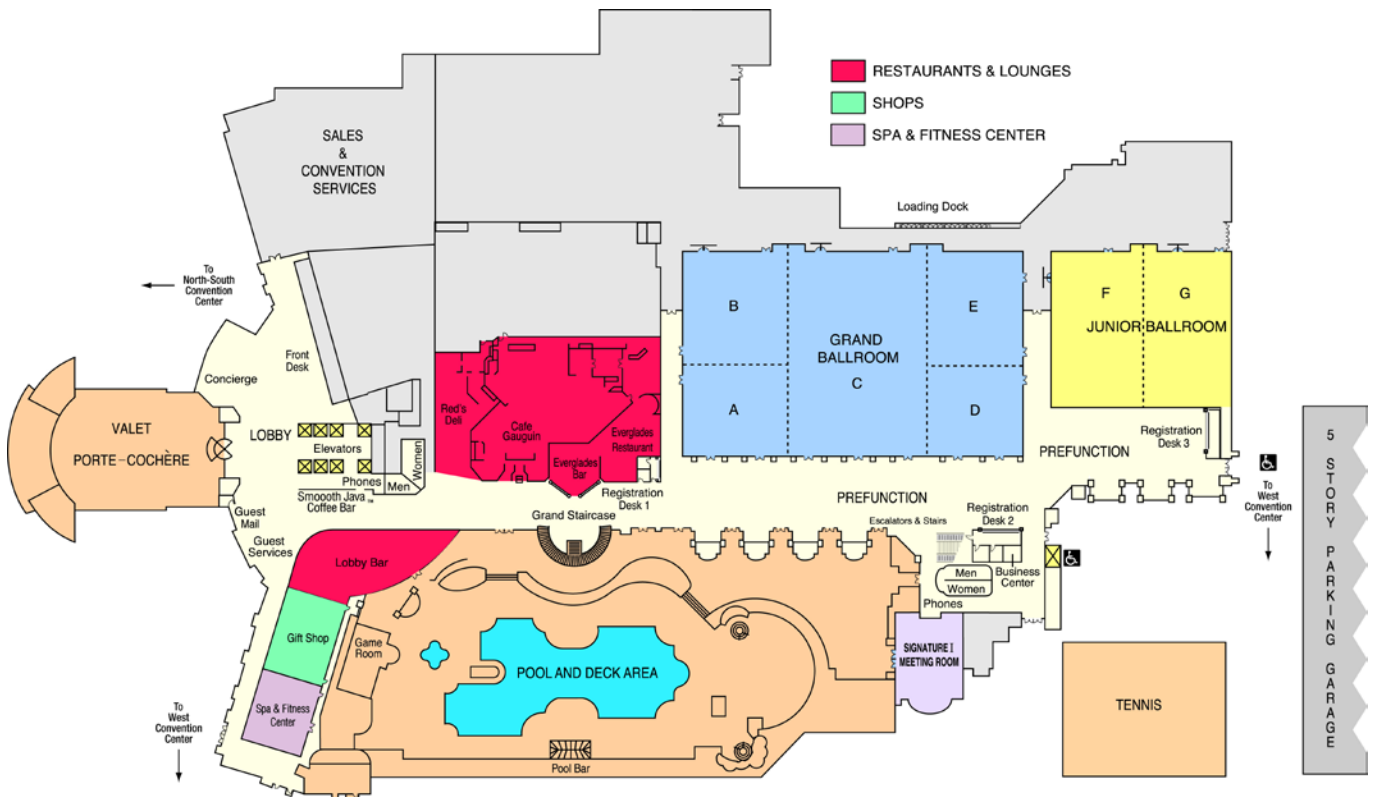 RESTAURANTS & LOUNGES
SHOPS
SPA & FITNESS CENTER
SALES
&
CONVENTION
SERVICES
Loading Dock
To
North-South
Convention
Center
B
E
F
G
JUNIOR BALLROOM
GRAND
BALLROOM
C
A
D
Front
Desk
Concierge
VALET
PORTE-COCHÈRE
LOBBY
Elevators
Phones
Men
Women
Smoooth Java™
Coffee Bar
Red's
Deli
Cafe
Gauguin
Everglades
Restaurant
Everglades
Bar
Registration
Desk 1
Registration
Desk 3
PREFUNCTION
PREFUNCTION
To
West
Convention
Center
5 STORY PARKING GARAGE
Guest
Mail
Guest
Services
Grand Staircase
Escalators & Stairs
Registration
Desk 2
Business
Center
Men
Women
Phones
Lobby Bar
Gift Shop
Game
Room
Spa & Fitness
Center
POOL AND DECK AREA
SIGNATURE I
MEETING ROOM
TENNIS
To
West
Convention
Center
Pool Bar